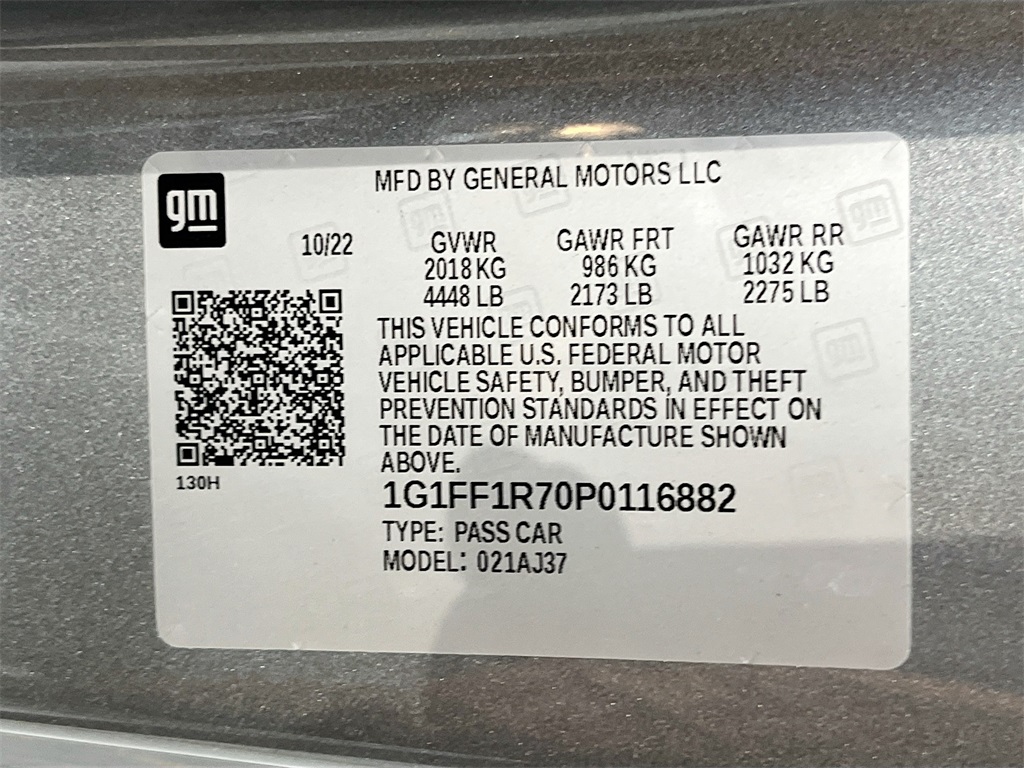 gm
MFD BY GENERAL MOTORS LLC
10/22 GVWR GAWR FRT GAWR RR
2018 KG 986 KG 1032 KG
4448 LB 2173 LB 2275 LB
THIS VEHICLE CONFORMS TO ALL
APPLICABLE U.S. FEDERAL MOTOR
VEHICLE SAFETY, BUMPER, AND THEFT
PREVENTION STANDARDS IN EFFECT ON
THE DATE OF MANUFACTURE SHOWN
ABOVE.
130H
1G1FF1R70P0116882
TYPE: PASS CAR
MODEL: 021AJ37